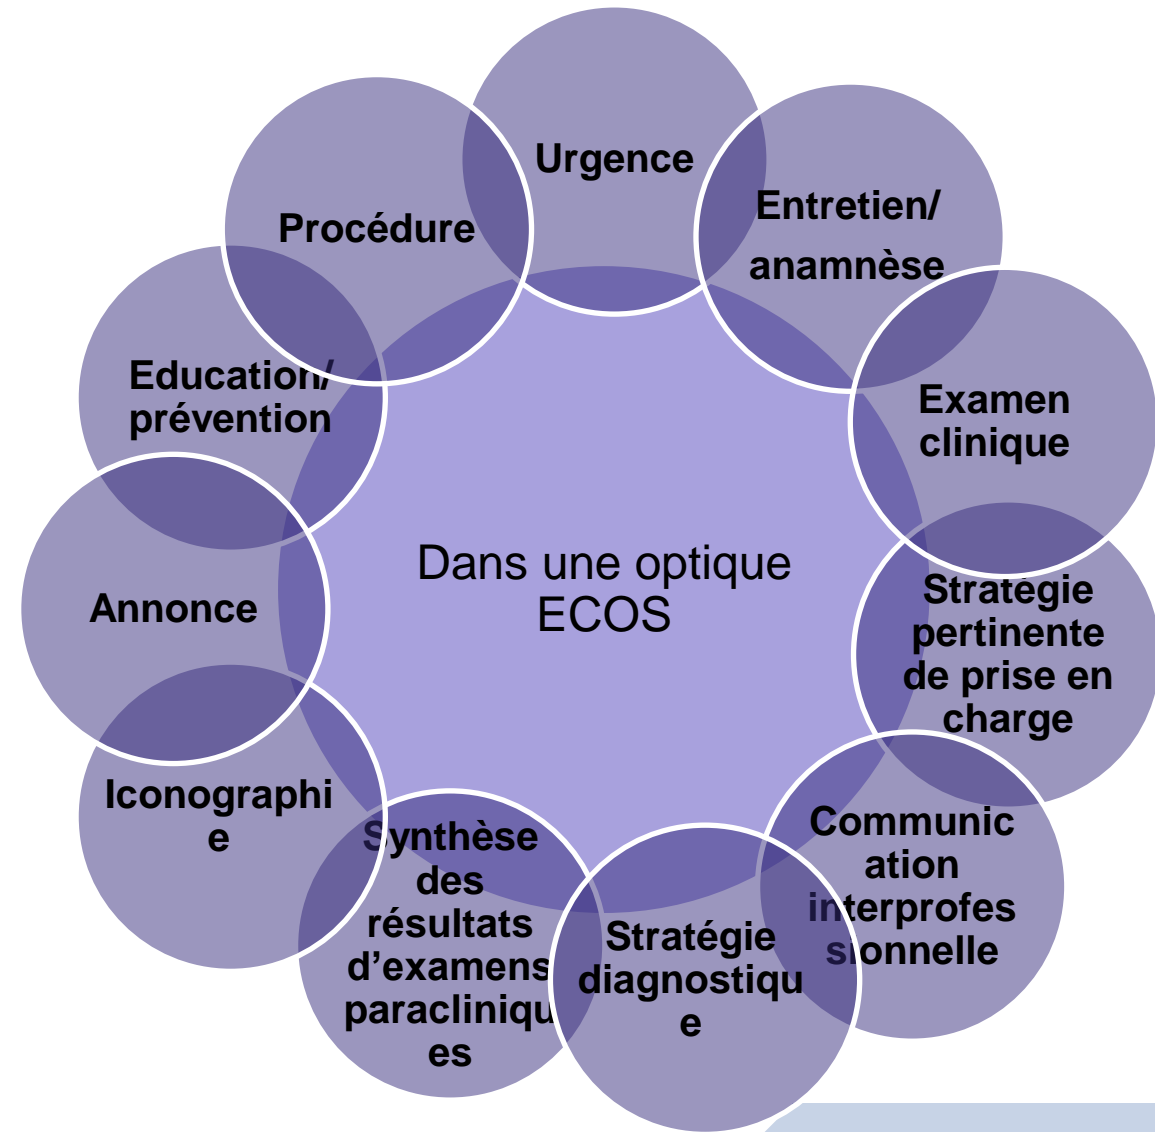 Urgence
Entretien/
anamnèse
Examen
clinique
Stratégie
pertinente
de prise en
charge
Communic
ation
interprofes
sionnelle
Stratégie
diagnostiqu
e
Synthèse
des
résultats
d’examens
paracliniqu
es
Iconographi
e
Annonce
Education/
prévention
Procédure
Dans une optique
ECOS